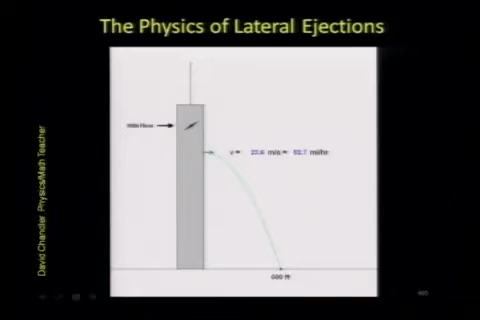 The Physics of Lateral Ejections
v = 23.6 m/s = 52.7 mi/hr
600 ft
David Chandler Physics/Math Teacher